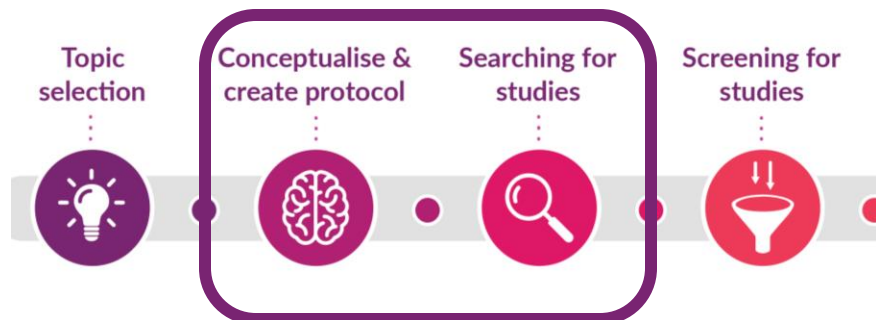 Topic
selection
Conceptualise &
create protocol
Searching for
studies
Screening for
studies